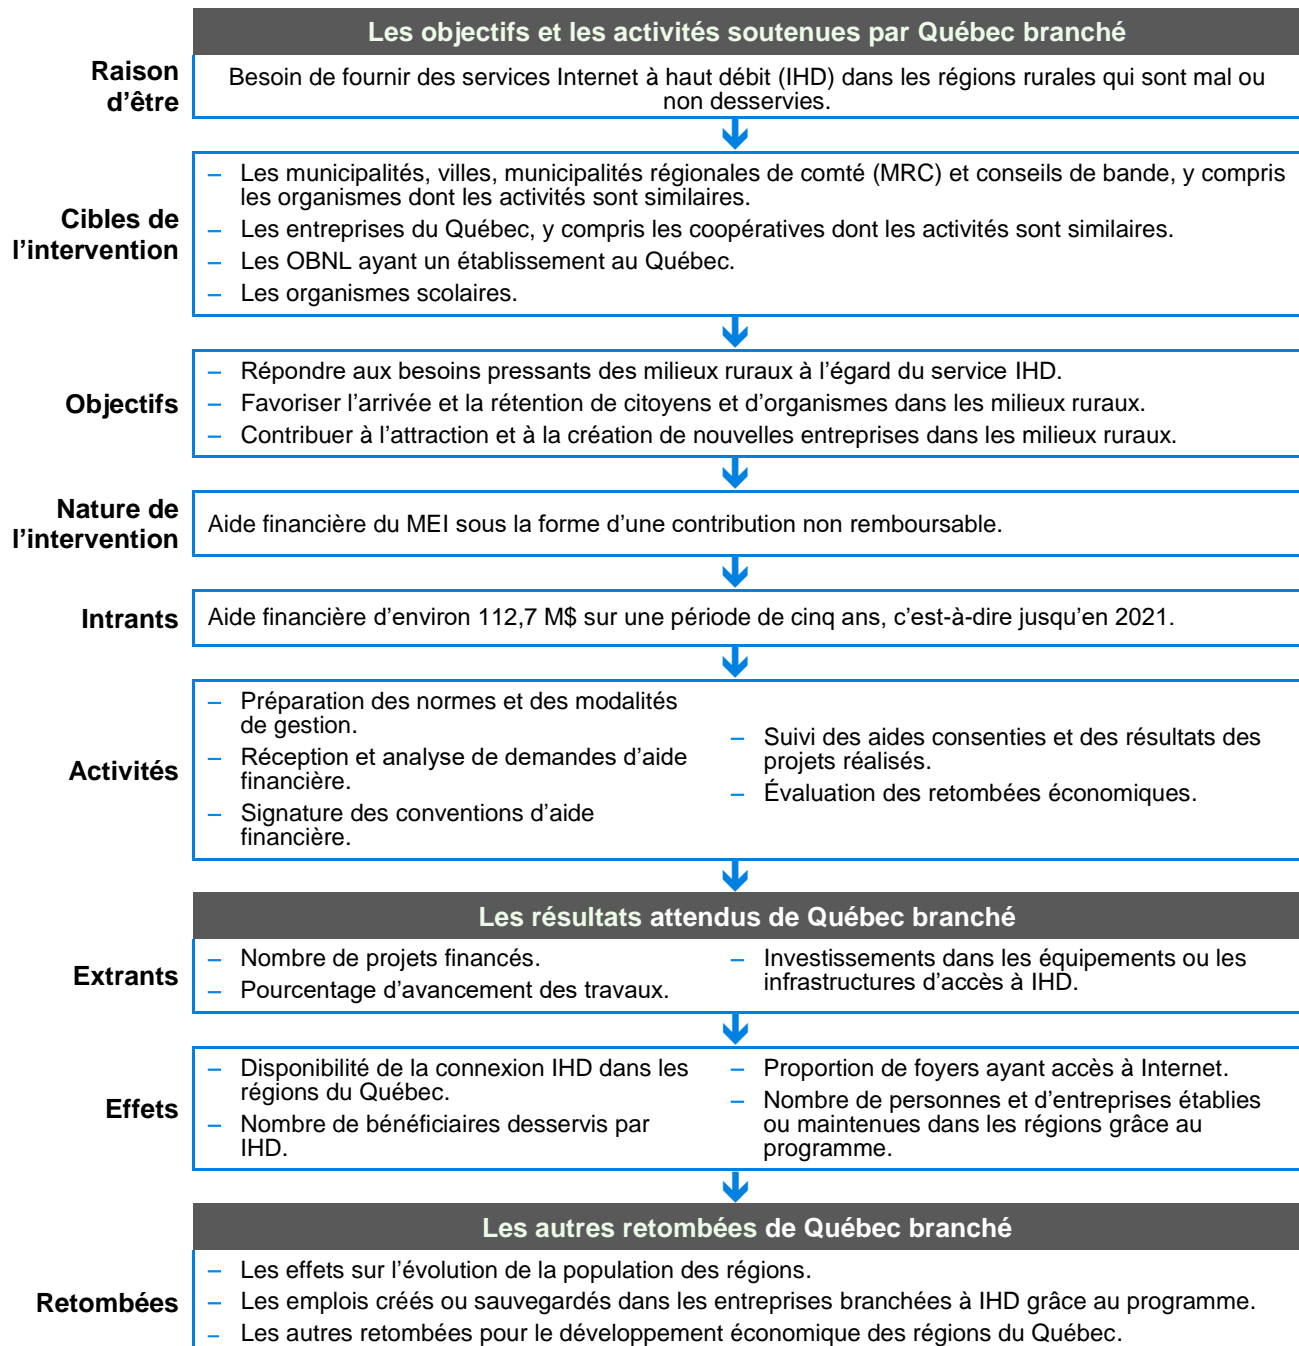 Les objectifs et les activités soutenues par Québec branché
Raison
d'être
Besoin de fournir des services Internet à haut débit (IHD) dans les régions rurales qui sont mal ou
non desservies.
Cibles de
l'intervention
– Les municipalités, villes, municipalités régionales de comté (MRC) et conseils de bande, y compris
les organismes dont les activités sont similaires.
– Les entreprises du Québec, y compris les coopératives dont les activités sont similaires.
– Les OBNL ayant un établissement au Québec.
– Les organismes scolaires.
Objectifs
– Répondre aux besoins pressants des milieux ruraux à l'égard du service IHD.
– Favoriser l'arrivée et la rétention de citoyens et d'organismes dans les milieux ruraux.
– Contribuer à l'attraction et à la création de nouvelles entreprises dans les milieux ruraux.
Nature de
l'intervention
Aide financière du MEI sous la forme d'une contribution non remboursable.
Intrants
Aide financière d'environ 112,7 M$ sur une période de cinq ans, c'est-à-dire jusqu'en 2021.
Activités
– Préparation des normes et des modalités
de gestion.
– Réception et analyse de demandes d'aide
financière.
– Signature des conventions d'aide
financière.
– Suivi des aides consenties et des résultats des
projets réalisés.
– Évaluation des retombées économiques.
Les résultats attendus de Québec branché
Extrants
– Nombre de projets financés.
– Pourcentage d'avancement des travaux.
– Investissements dans les équipements ou les
infrastructures d'accès à IHD.
Effets
– Disponibilité de la connexion IHD dans les
régions du Québec.
– Nombre de bénéficiaires desservis par
IHD.
– Proportion de foyers ayant accès à Internet.
– Nombre de personnes et d'entreprises établies
ou maintenues dans les régions grâce au
programme.
Les autres retombées de Québec branché
Retombées
– Les effets sur l'évolution de la population des régions.
– Les emplois créés ou sauvegardés dans les entreprises branchées à IHD grâce au programme.
– Les autres retombées pour le développement économique des régions du Québec.